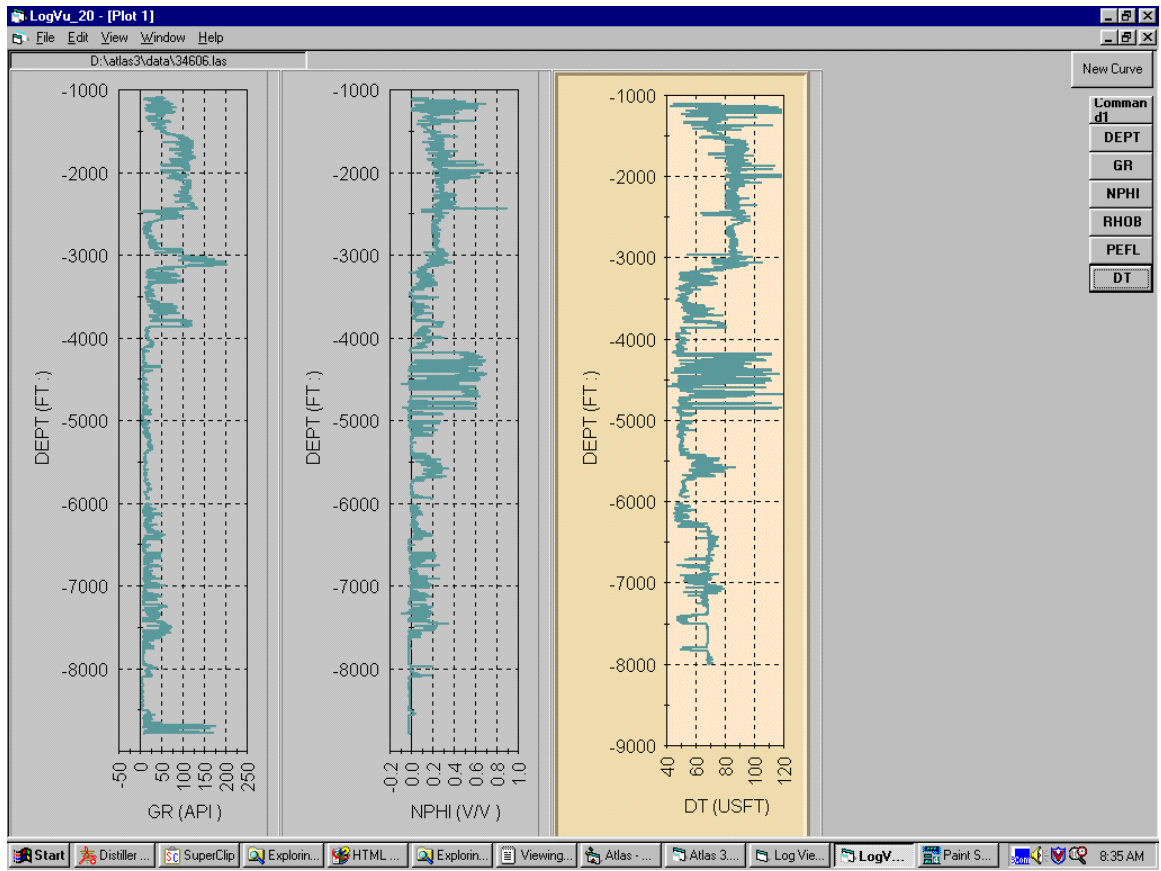 LogVu_20 - [Plot 1]
File Edit View Window Help
D:\atlas3\data\34606.las
New Curve
Comman
d1
DEPT
GR
NPHI
RHOB
PEFL
DT
-1000
-2000
-3000
-4000
-5000
-6000
-7000
-8000
DEPT (FT :)
-50 0 50 100 150 200 250
GR (API )
-1000
-2000
-3000
-4000
-5000
-6000
-7000
-8000
DEPT (FT :)
-0.2 0.0 0.2 0.4 0.6 0.8 1.0
NPHI (V/V )
-1000
-2000
-3000
-4000
-5000
-6000
-7000
-8000
-9000
DEPT (FT :)
40 60 80 100 120
DT (USFT)
Start Distiller ... SuperClip Explorin... HTML ... Explorin... Viewing... Atlas - ... Atlas 3.... Log Vie... LogV... Paint S... 8:35 AM